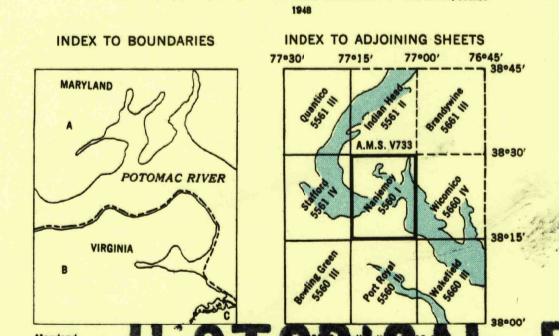 1948
INDEX TO BOUNDARIES
MARYLAND
A
POTOMAC RIVER
VIRGINIA
B
C
INDEX TO ADJOINING SHEETS
77°30' 77°15' 77°00' 76°45'
38°45'
Quantico
5561 III
Indian Head
5561 II
Brandywine
5661 III
A.M.S. V733
38°30'
Stafford
5561 IV
Nanjemoy
5560 I
Wicomico
5660 IV
38°15'
Bowling Green
5560 III
Port Royal
5560 II
Wakefield
5660 III
38°00'